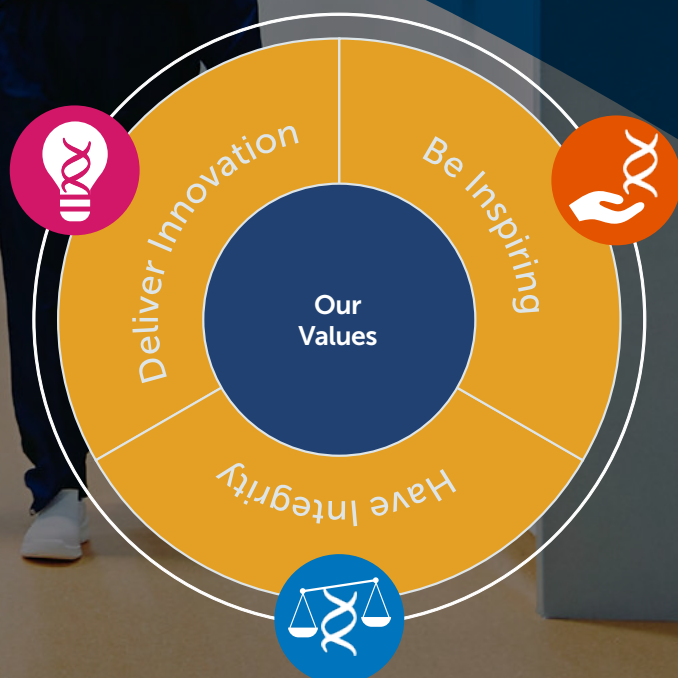 Our
Values
Be Inspiring
Have Integrity
Deliver Innovation